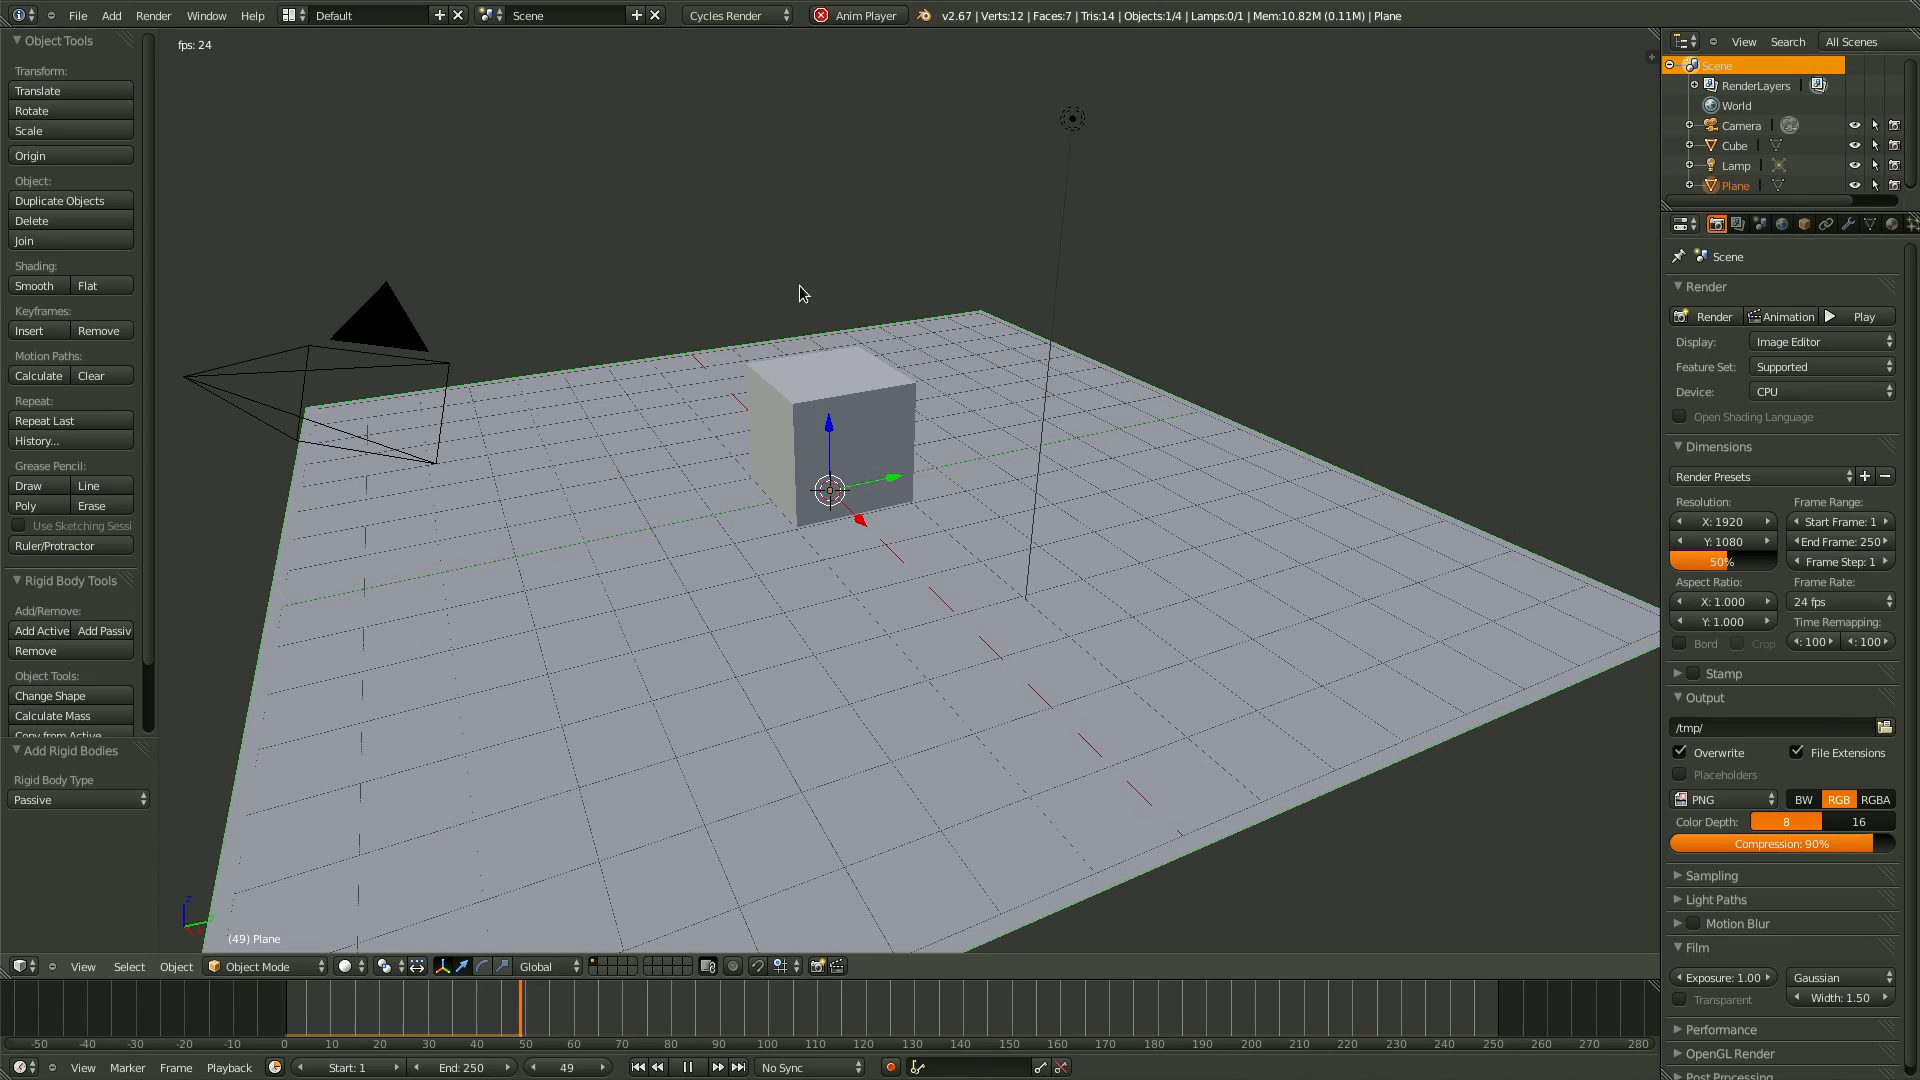 File Add Render Window Help Default Scene Cycles Render Anim Player v2.67 | Verts:12 | Faces:7 | Tris:14 | Objects:1/4 | Lamps:0/1 | Mem:10.82M (0.11M) | Plane
Object Tools
Transform:
Translate
Rotate
Scale
Origin
Object:
Duplicate Objects
Delete
Join
Shading:
Smooth Flat
Keyframes:
Insert Remove
Motion Paths:
Calculate Clear
Repeat:
Repeat Last
History...
Grease Pencil:
Draw Line
Poly Erase
Use Sketching Sessi
Ruler/Protractor
Rigid Body Tools
Add/Remove:
Add Active Add Passiv
Remove
Object Tools:
Change Shape
Calculate Mass
Copy from Active
Add Rigid Bodies
Rigid Body Type
Passive
fps: 24
z
(49) Plane
View Select Object Object Mode Global
-50 -40 -30 -20 -10 0 10 20 30 40 50 60 70 80 90 100 110 120 130 140 150 160 170 180 190 200 210 220 230 240 250 260 270 280
View Marker Frame Playback Start: 1 End: 250 49 No Sync
View Search All Scenes
Scene
RenderLayers
World
Camera
Cube
Lamp
Plane
Scene
Render
Render Animation Play
Display: Image Editor
Feature Set: Supported
Device: CPU
Open Shading Language
Dimensions
Render Presets
Resolution: Frame Range:
X: 1920 Start Frame: 1
Y: 1080 End Frame: 250
50% Frame Step: 1
Aspect Ratio: Frame Rate:
X: 1.000 24 fps
Y: 1.000 Time Remapping:
Bord Crop : 100 : 100
Stamp
Output
/tmp/
Overwrite File Extensions
Placeholders
PNG BW RGB RGBA
Color Depth: 8 16
Compression: 90%
Sampling
Light Paths
Motion Blur
Film
Exposure: 1.00 Gaussian
Transparent Width: 1.50
Performance
OpenGL Render
Post Processing